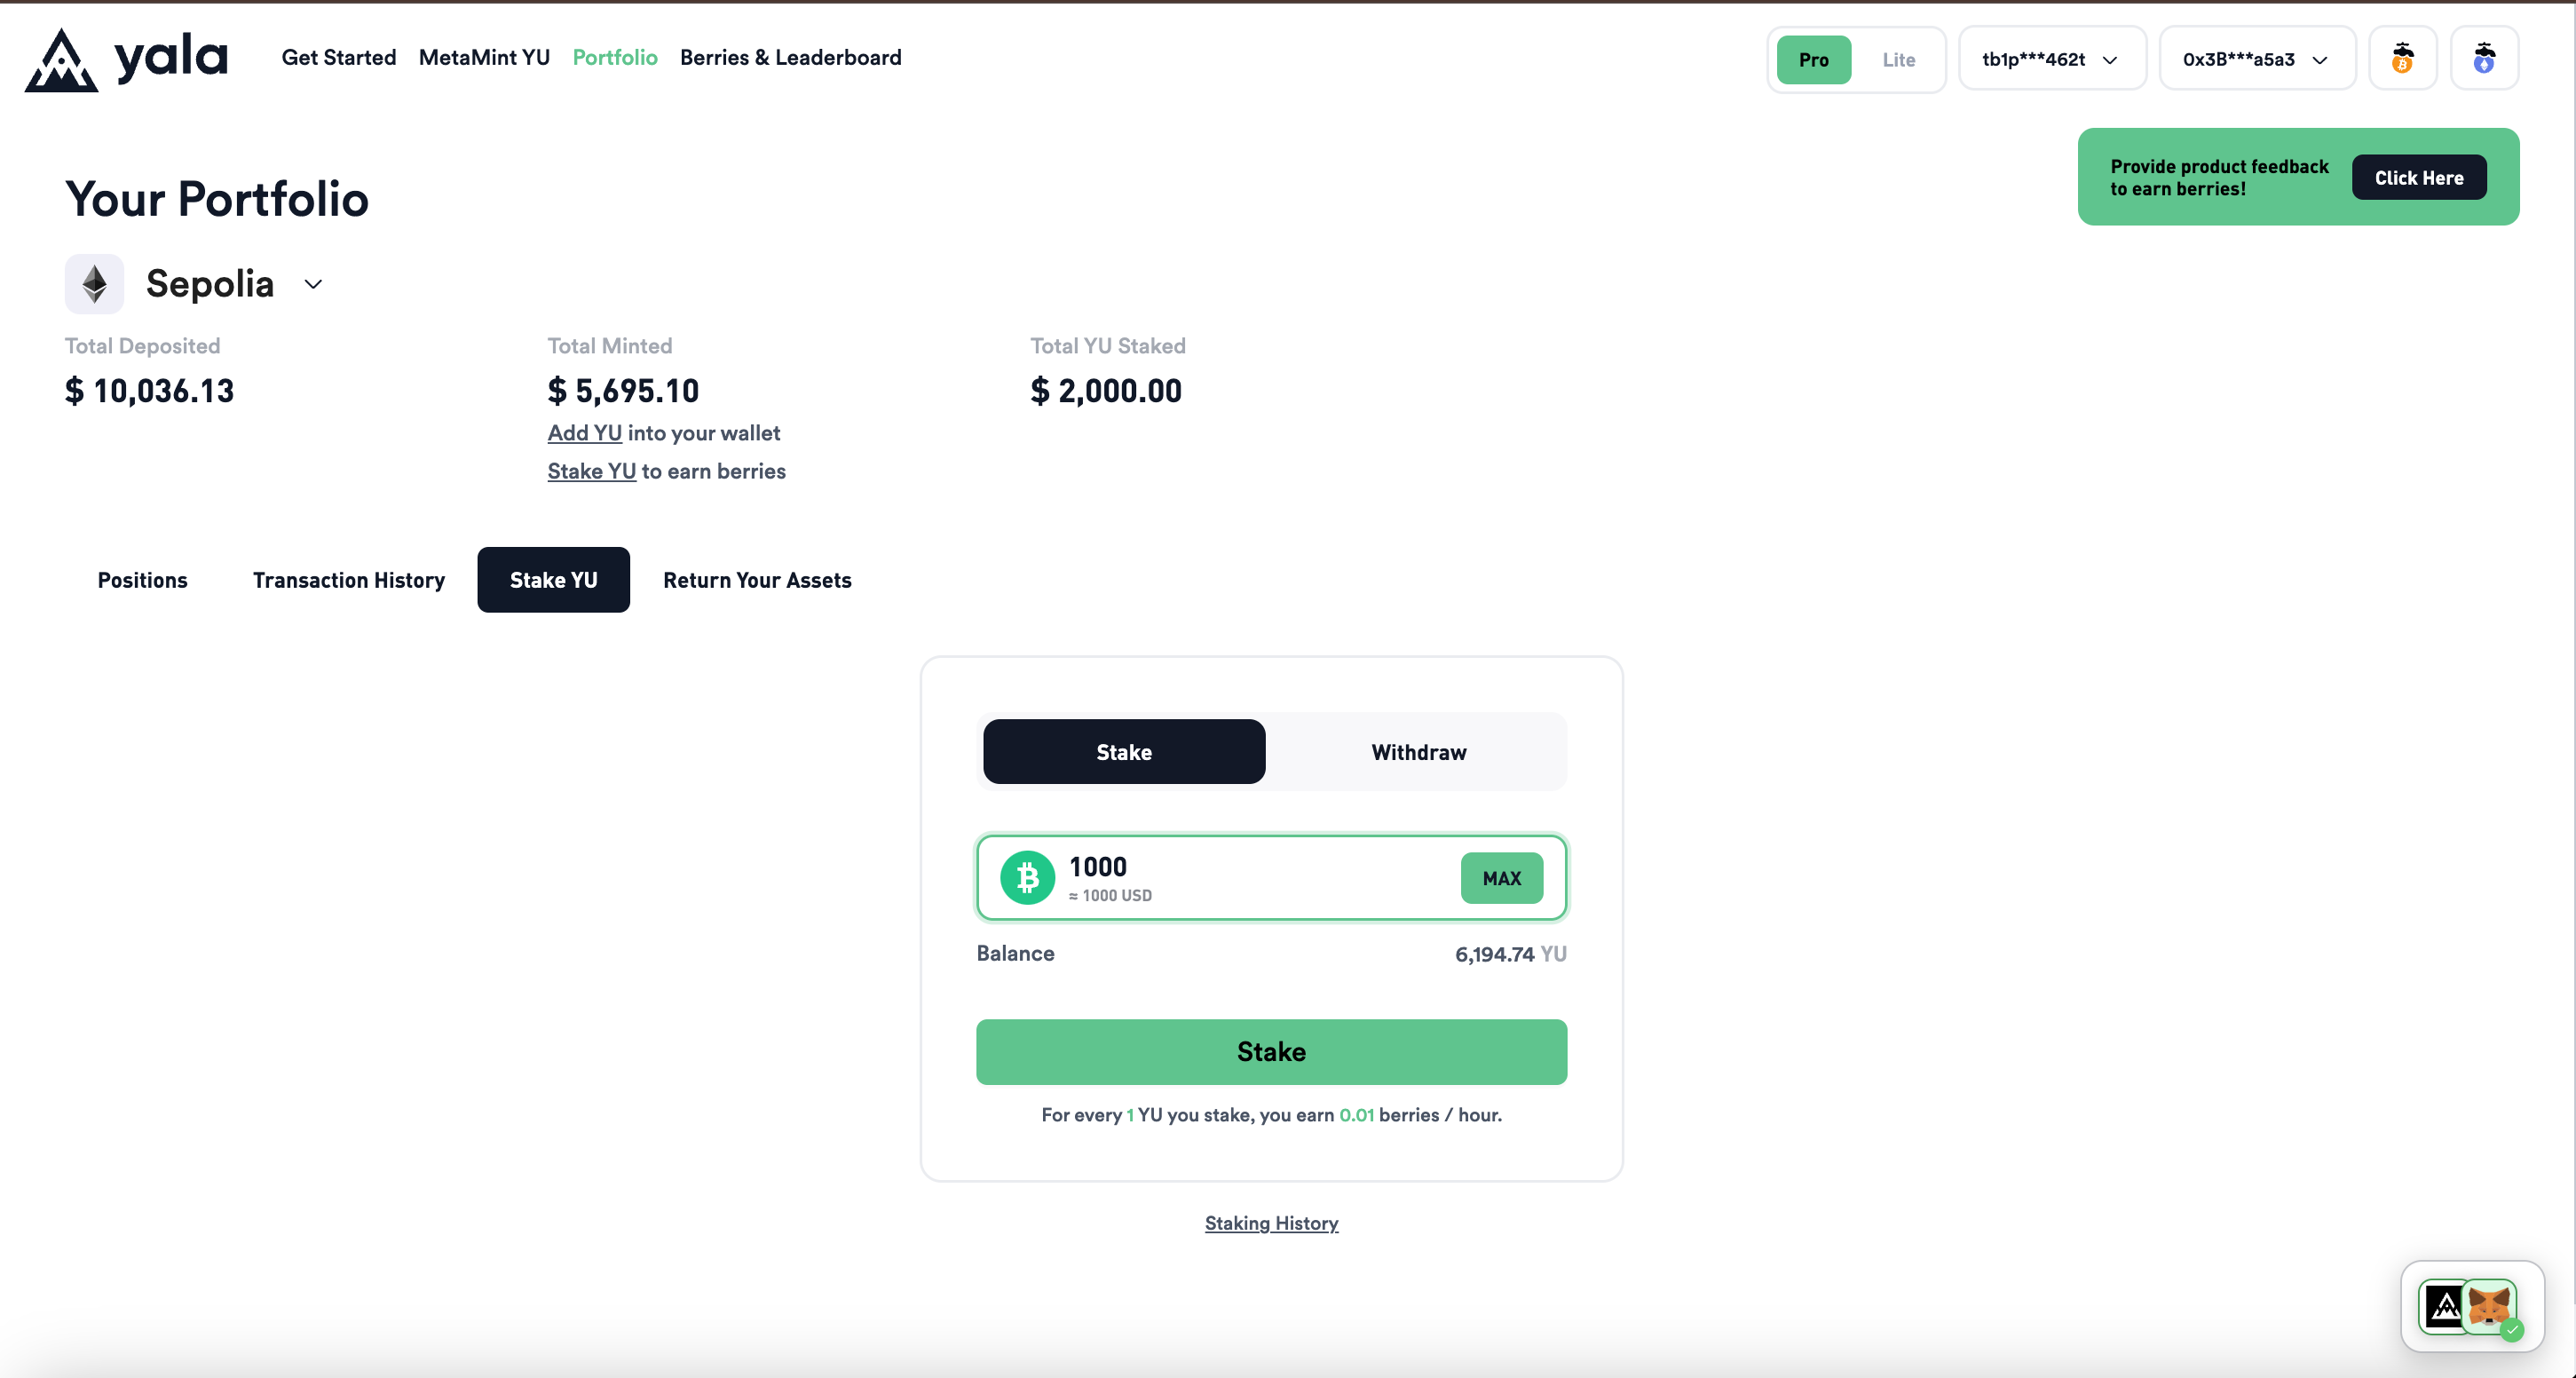 yala
Get Started MetaMint YU Portfolio Berries & Leaderboard
Pro Lite tb1p***462t 0x3B***a5a3
Provide product feedback
to earn berries!
Click Here
Your Portfolio
Sepolia
Total Deposited Total Minted Total YU Staked
$ 10,036.13 $ 5,695.10 $ 2,000.00
Add YU into your wallet
Stake YU to earn berries
Positions Transaction History Stake YU Return Your Assets
Stake Withdraw
1000
≈ 1000 USD
MAX
Balance 6,194.74 YU
Stake
For every 1 YU you stake, you earn 0.01 berries / hour.
Staking History